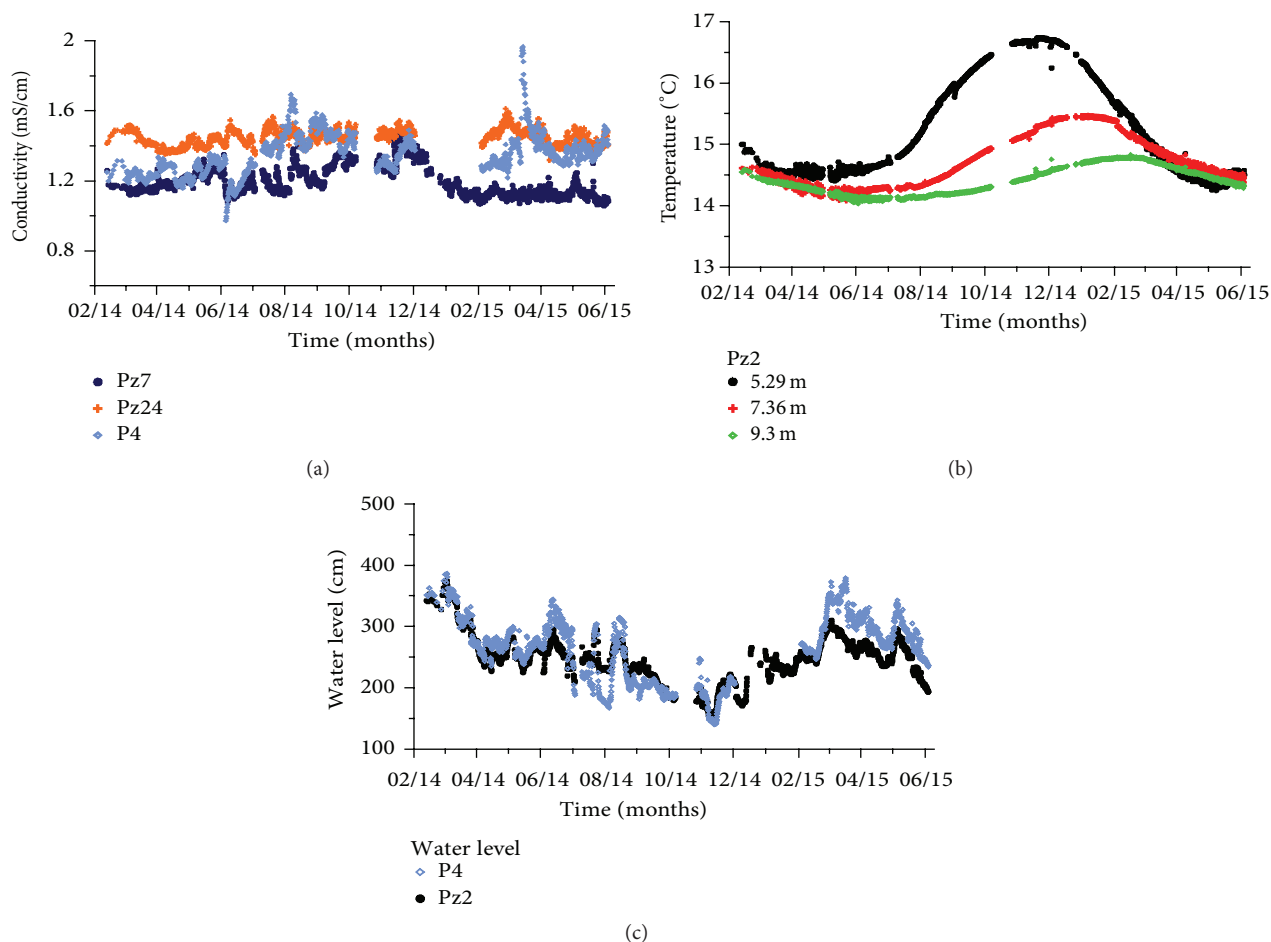 Conductivity (mS/cm)
2
1.6
1.4
1.2
1
0.8
02/14 04/14 06/14 08/14 10/14 12/14 02/15 04/15 06/15
Time (months)
Pz7
Pz24
P4
(a)
Temperature (°C)
17
16
15
14
13
02/14 04/14 06/14 08/14 10/14 12/14 02/15 04/15 06/15
Time (months)
Pz2
5.29 m
7.36 m
9.3 m
(b)
Water level (cm)
500
400
300
200
100
02/14 04/14 06/14 08/14 10/14 12/14 02/15 04/15 06/15
Time (months)
Water level
P4
Pz2
(c)